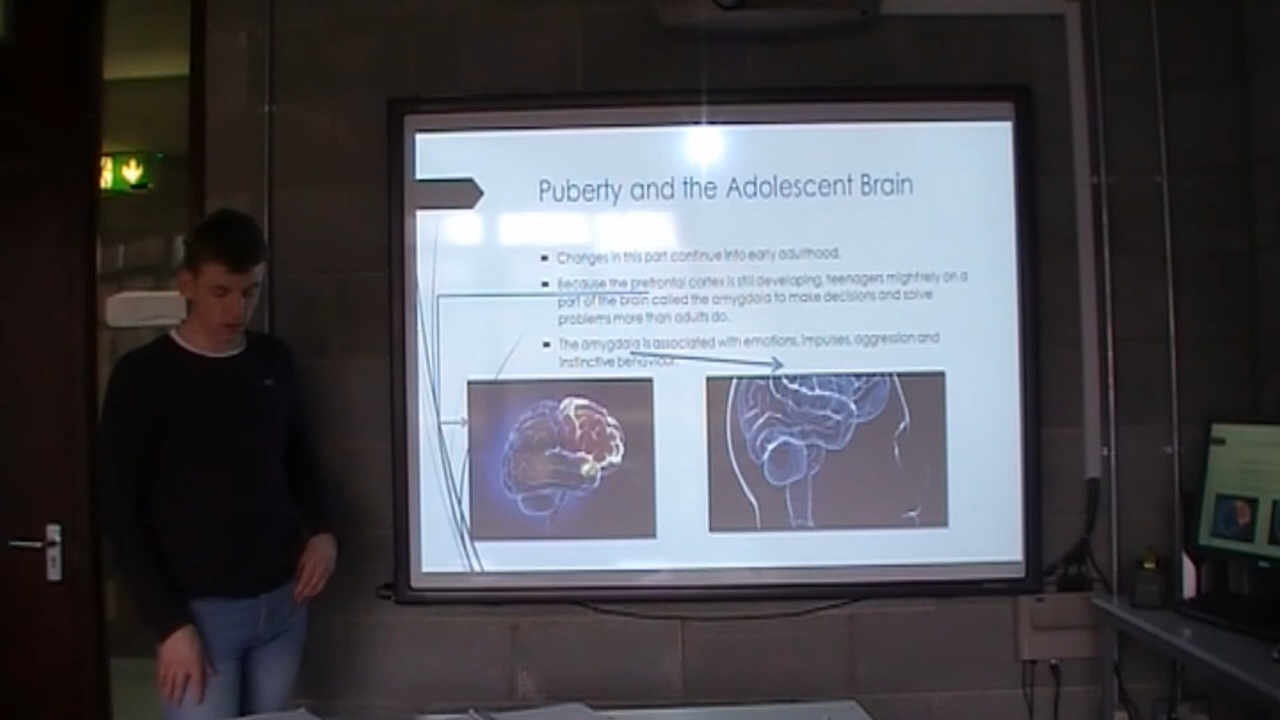 Puberty and the Adolescent Brain
Changes in this part continue into early adulthood.
Because the prefrontal cortex is still developing, teenagers might rely on a
part of the brain called the amygdala to make decisions and solve
problems more than adults do.
The amygdala is associated with emotions, impulses, aggression and
instinctive behaviour.